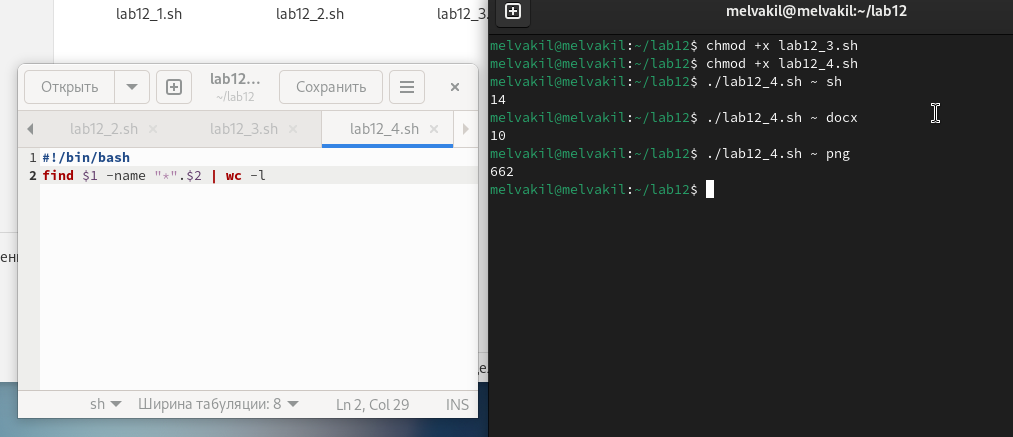 lab12_1.sh
lab12_2.sh
lab12_3.
Открыть
lab12...
~/lab12
Сохранить
lab12_2.sh
lab12_3.sh
lab12_4.sh
1 #!/bin/bash
2 find $1 -name "*".$2 | wc -l
sh
Ширина табуляции: 8
Ln 2, Col 29
INS
melvakil@melvakil:~/lab12
melvakil@melvakil:~/lab12$ chmod +x lab12_3.sh
melvakil@melvakil:~/lab12$ chmod +x lab12_4.sh
melvakil@melvakil:~/lab12$ ./lab12_4.sh ~ sh
14
melvakil@melvakil:~/lab12$ ./lab12_4.sh ~ docx
10
melvakil@melvakil:~/lab12$ ./lab12_4.sh ~ png
662
melvakil@melvakil:~/lab12$